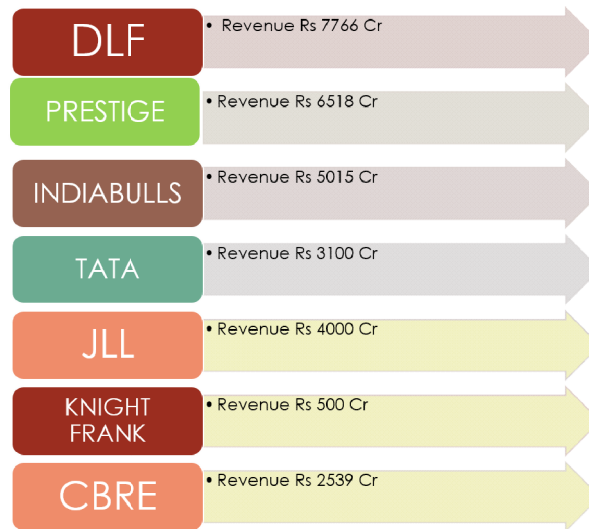 DLF
• Revenue Rs 7766 Cr
PRESTIGE
• Revenue Rs 6518 Cr
INDIABULLS
• Revenue Rs 5015 Cr
TATA
• Revenue Rs 3100 Cr
JLL
• Revenue Rs 4000 Cr
KNIGHT
FRANK
• Revenue Rs 500 Cr
CBRE
• Revenue Rs 2539 Cr